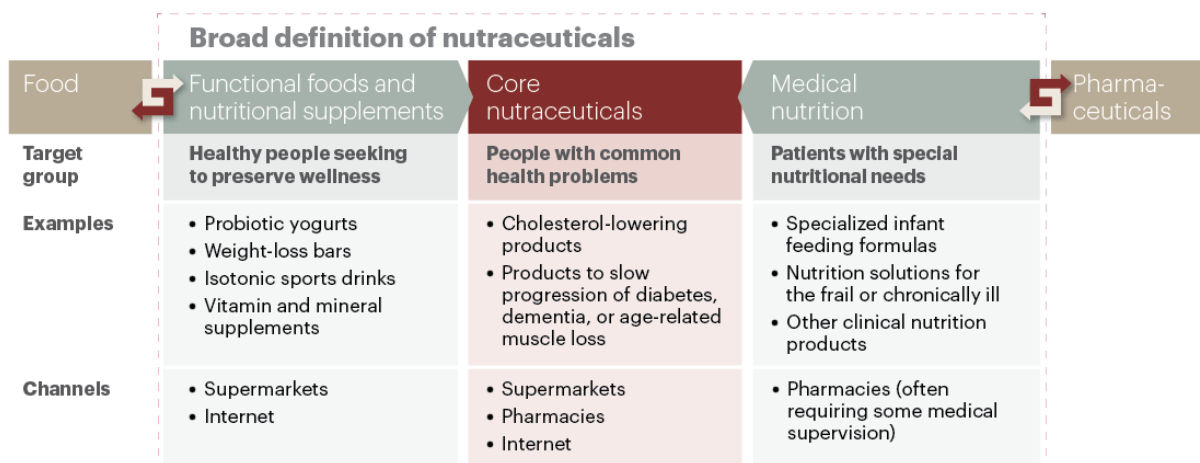 Broad definition of nutraceuticals
Food
Functional foods and
nutritional supplements
Core
nutraceuticals
Medical
nutrition
Pharma-
ceuticals
Target
group
Healthy people seeking
to preserve wellness
People with common
health problems
Patients with special
nutritional needs
Examples
• Probiotic yogurts
• Weight-loss bars
• Isotonic sports drinks
• Vitamin and mineral
supplements
• Cholesterol-lowering
products
• Products to slow
progression of diabetes,
dementia, or age-related
muscle loss
• Specialized infant
feeding formulas
• Nutrition solutions for
the frail or chronically ill
• Other clinical nutrition
products
Channels
• Supermarkets
• Internet
• Supermarkets
• Pharmacies
• Internet
• Pharmacies (often
requiring some medical
supervision)